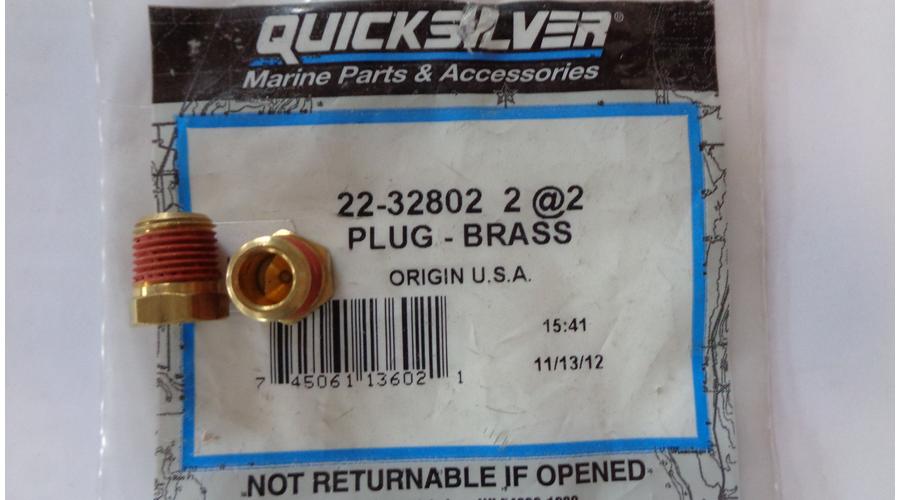 QUICKSILVER®
Marine Parts & Accessories
22-32802 2 @2
PLUG - BRASS
ORIGIN U.S.A.
15:41
11/13/12
7 45061 13602 1
NOT RETURNABLE IF OPENED